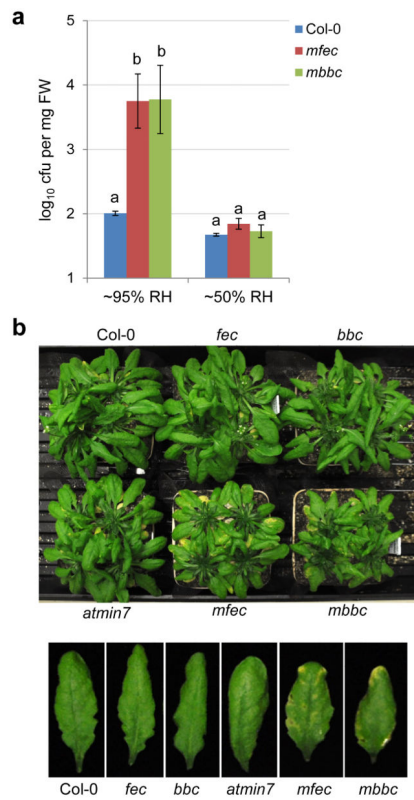 a
Col-0
mfec
mbbc
log10 cfu per mg FW
5
4
3
2
1
a
b
b
a
a
a
~95% RH
~50% RH
b
Col-0
fec
bbc
atmin7
mfec
mbbc
Col-0
fec
bbc
atmin7
mfec
mbbc